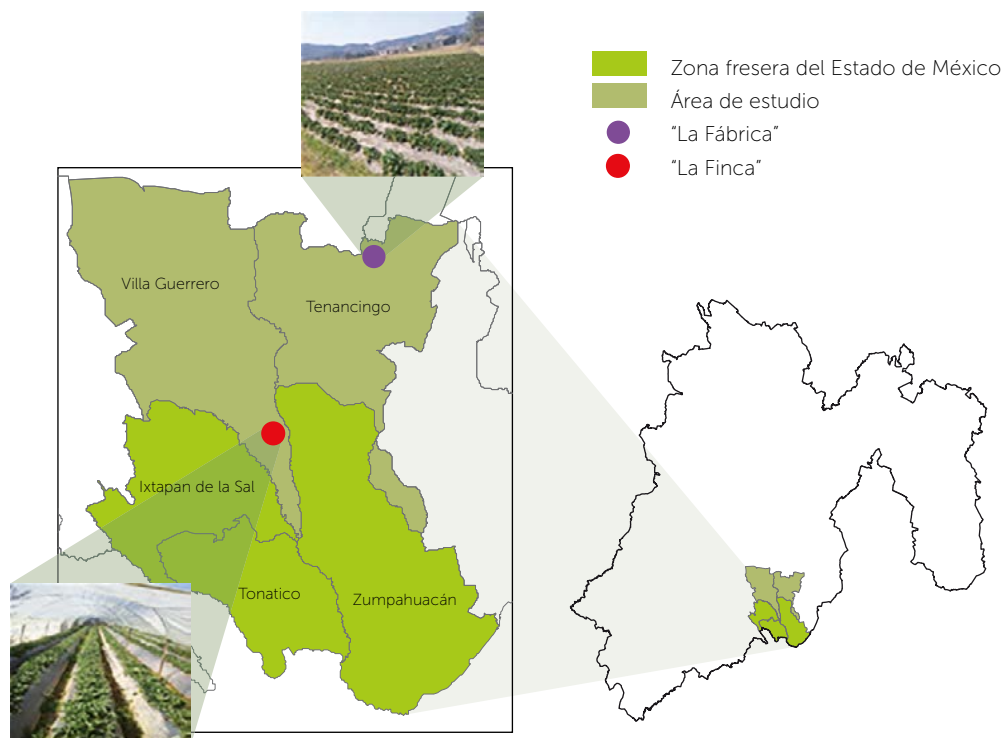 Zona fresera del Estado de México
Área de estudio
"La Fábrica"
"La Finca"
Villa Guerrero
Tenancingo
Ixtapan de la Sal
Tonatico
Zumpahuacán